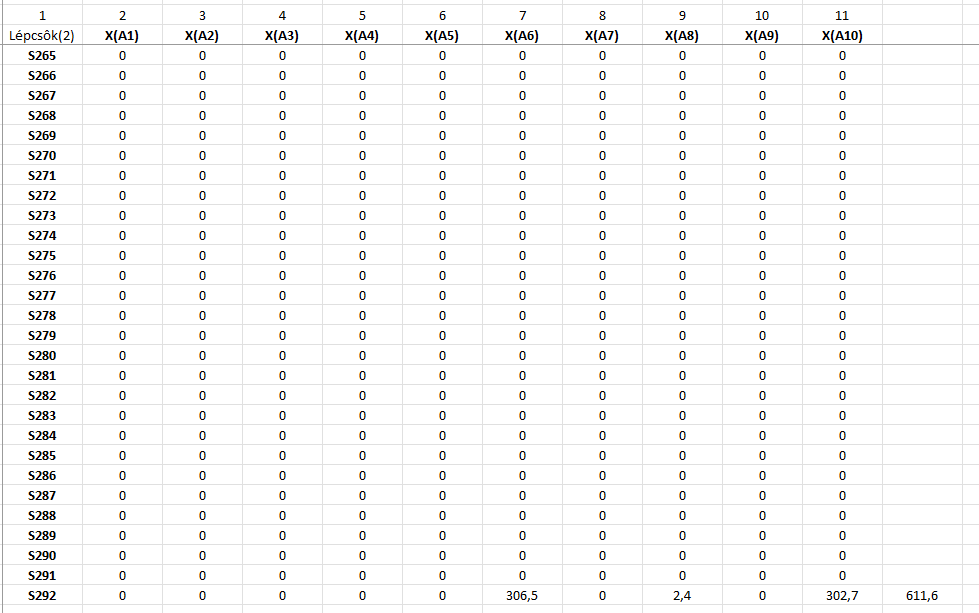 1 2 3 4 5 6 7 8 9 10 11
Lépcsôk(2) X(A1) X(A2) X(A3) X(A4) X(A5) X(A6) X(A7) X(A8) X(A9) X(A10)
S265 0 0 0 0 0 0 0 0 0 0
S266 0 0 0 0 0 0 0 0 0 0
S267 0 0 0 0 0 0 0 0 0 0
S268 0 0 0 0 0 0 0 0 0 0
S269 0 0 0 0 0 0 0 0 0 0
S270 0 0 0 0 0 0 0 0 0 0
S271 0 0 0 0 0 0 0 0 0 0
S272 0 0 0 0 0 0 0 0 0 0
S273 0 0 0 0 0 0 0 0 0 0
S274 0 0 0 0 0 0 0 0 0 0
S275 0 0 0 0 0 0 0 0 0 0
S276 0 0 0 0 0 0 0 0 0 0
S277 0 0 0 0 0 0 0 0 0 0
S278 0 0 0 0 0 0 0 0 0 0
S279 0 0 0 0 0 0 0 0 0 0
S280 0 0 0 0 0 0 0 0 0 0
S281 0 0 0 0 0 0 0 0 0 0
S282 0 0 0 0 0 0 0 0 0 0
S283 0 0 0 0 0 0 0 0 0 0
S284 0 0 0 0 0 0 0 0 0 0
S285 0 0 0 0 0 0 0 0 0 0
S286 0 0 0 0 0 0 0 0 0 0
S287 0 0 0 0 0 0 0 0 0 0
S288 0 0 0 0 0 0 0 0 0 0
S289 0 0 0 0 0 0 0 0 0 0
S290 0 0 0 0 0 0 0 0 0 0
S291 0 0 0 0 0 0 0 0 0 0
S292 0 0 0 0 0 306,5 0 2,4 0 302,7 611,6